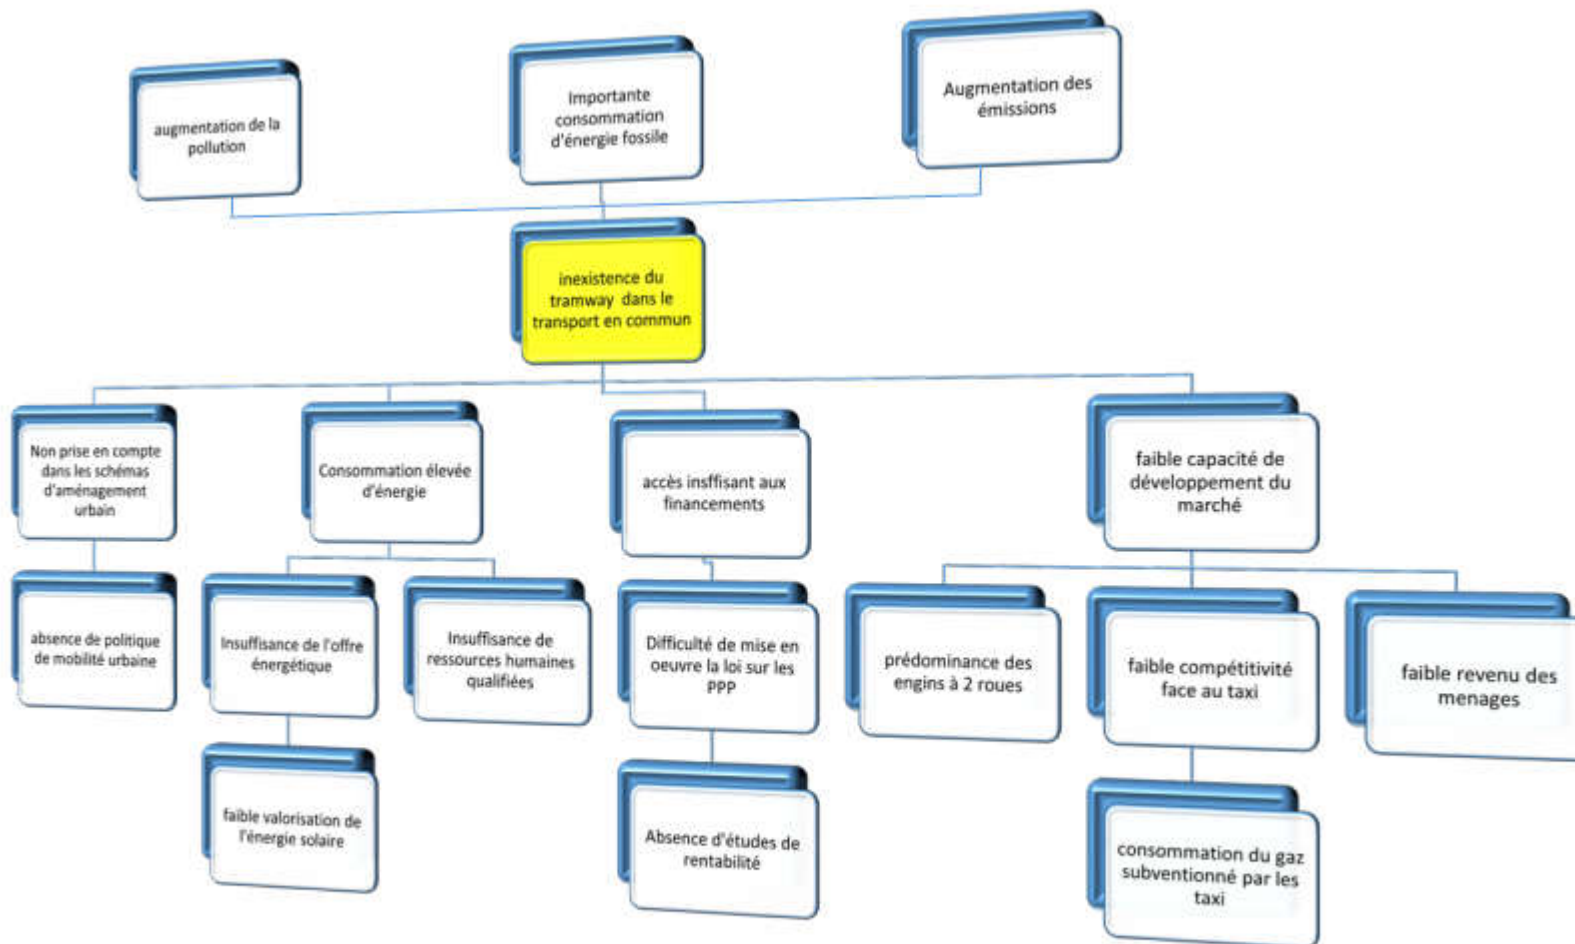 augmentation de la
pollution
Importante
consommation
d'énergie fossile
Augmentation des
émissions
inexistence du
tramway dans le
transport en commun
Non prise en compte
dans les schémas
d'aménagement
urbain
Consommation élevée
d'énergie
accès insffisant aux
financements
faible capacité de
développement du
marché
absence de politique
de mobilité urbaine
Insuffisance de l'offre
énergétique
Insuffisance de
ressources humaines
qualifiées
Difficulté de mise en
oeuvre la loi sur les
PPP
prédominance des
engins à 2 roues
faible compétitivité
face au taxi
faible revenu des
menages
faible valorisation de
l'énergie solaire
Absence d'études de
rentabilité
consommation du gaz
subventionné par les
taxi